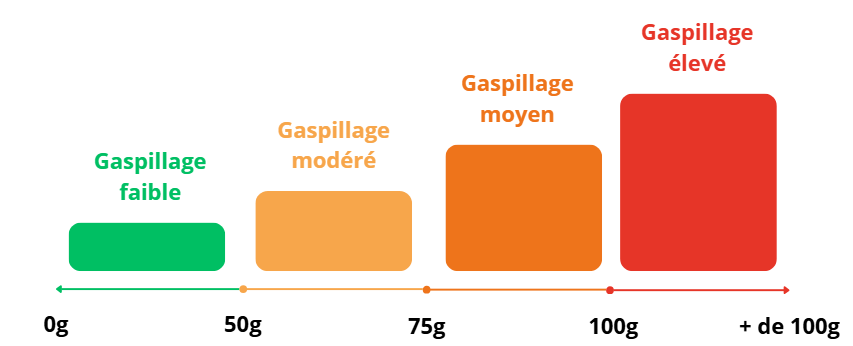 Gaspillage
faible
Gaspillage
modéré
Gaspillage
moyen
Gaspillage
élevé
0g
50g
75g
100g
+ de 100g